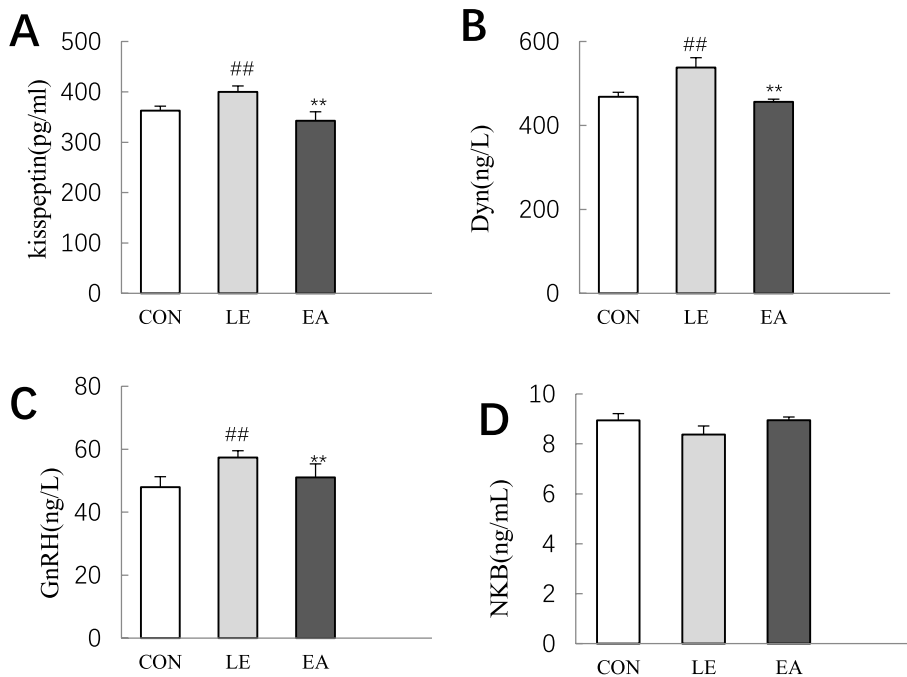 A
kisspeptin(pg/ml)
500
400
300
200
100
0
##
**
CON LE EA
B
Dyn(ng/L)
600
400
200
0
##
**
CON LE EA
C
GnRH(ng/L)
80
60
40
20
0
##
**
CON LE EA
D
NKB(ng/mL)
10
8
6
4
2
0
CON LE EA